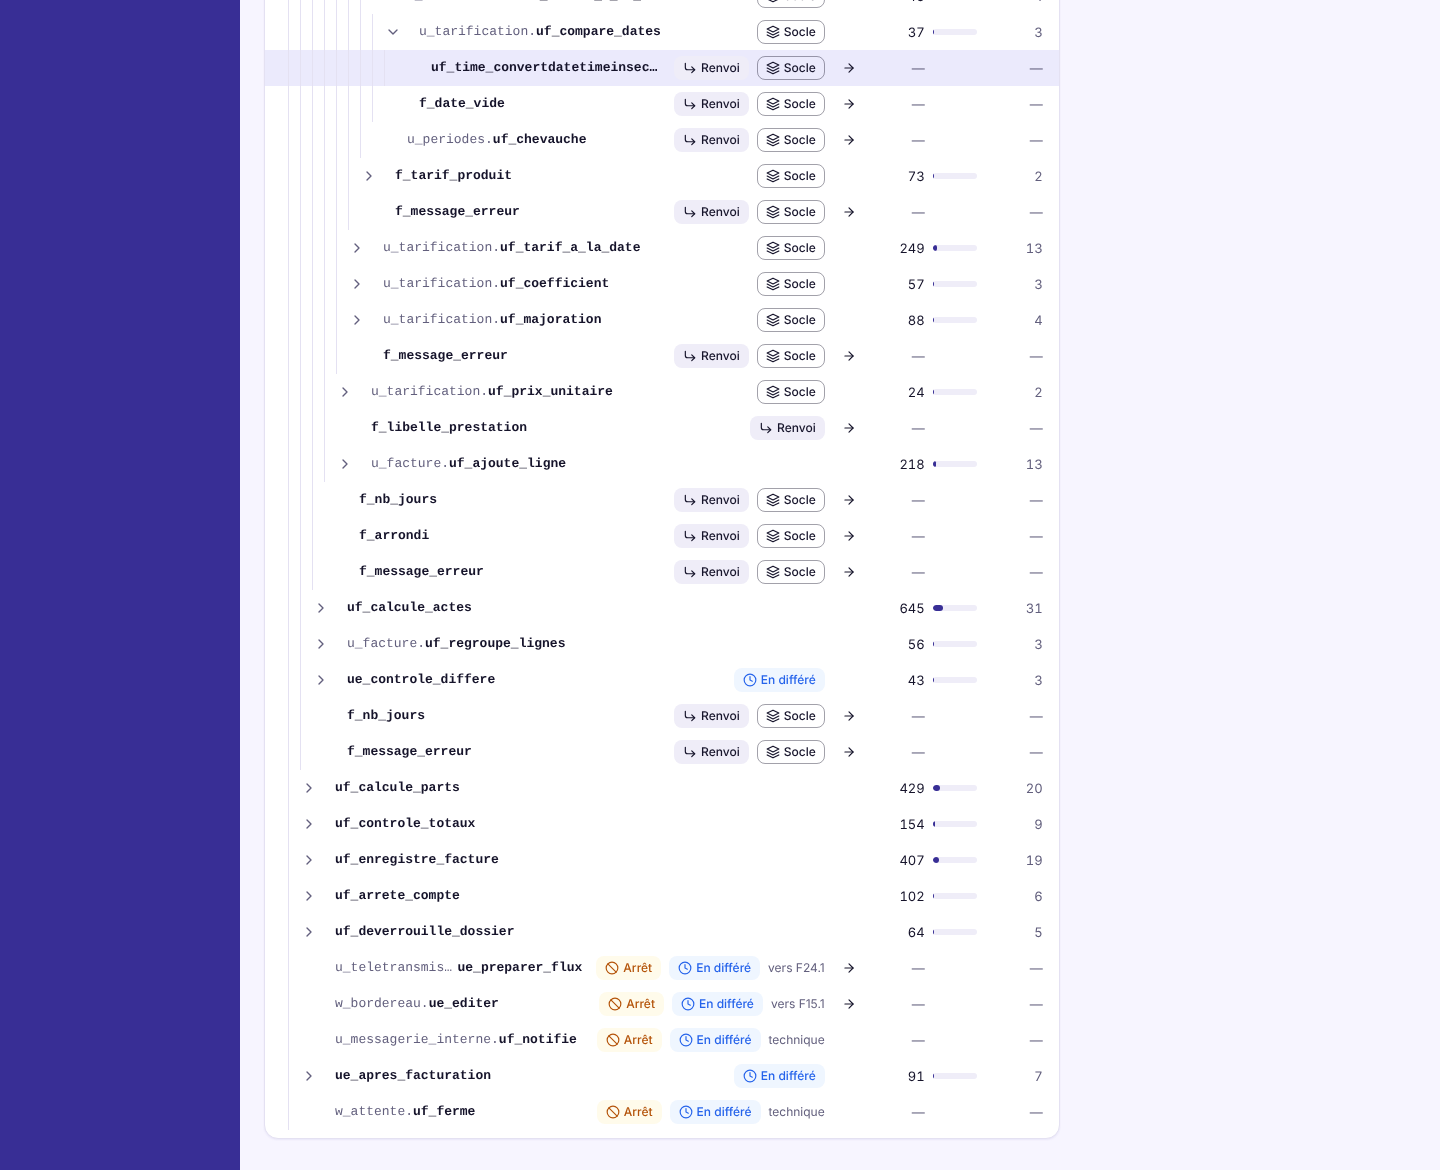 u_tarification.uf_compare_dates Socle 37 3
uf_time_convertdatetimeinsec… Renvoi Socle — —
f_date_vide Renvoi Socle — —
u_periodes.uf_chevauche Renvoi Socle — —
f_tarif_produit Socle 73 2
f_message_erreur Renvoi Socle — —
u_tarification.uf_tarif_a_la_date Socle 249 13
u_tarification.uf_coefficient Socle 57 3
u_tarification.uf_majoration Socle 88 4
f_message_erreur Renvoi Socle — —
u_tarification.uf_prix_unitaire Socle 24 2
f_libelle_prestation Renvoi — —
u_facture.uf_ajoute_ligne 218 13
f_nb_jours Renvoi Socle — —
f_arrondi Renvoi Socle — —
f_message_erreur Renvoi Socle — —
uf_calcule_actes 645 31
u_facture.uf_regroupe_lignes 56 3
ue_controle_differe En différé 43 3
f_nb_jours Renvoi Socle — —
f_message_erreur Renvoi Socle — —
uf_calcule_parts 429 20
uf_controle_totaux 154 9
uf_enregistre_facture 407 19
uf_arrete_compte 102 6
uf_deverrouille_dossier 64 5
u_teletransmis… ue_preparer_flux Arrêt En différé vers F24.1 — —
w_bordereau.ue_editer Arrêt En différé vers F15.1 — —
u_messagerie_interne.uf_notifie Arrêt En différé technique — —
ue_apres_facturation En différé 91 7
w_attente.uf_ferme Arrêt En différé technique — —